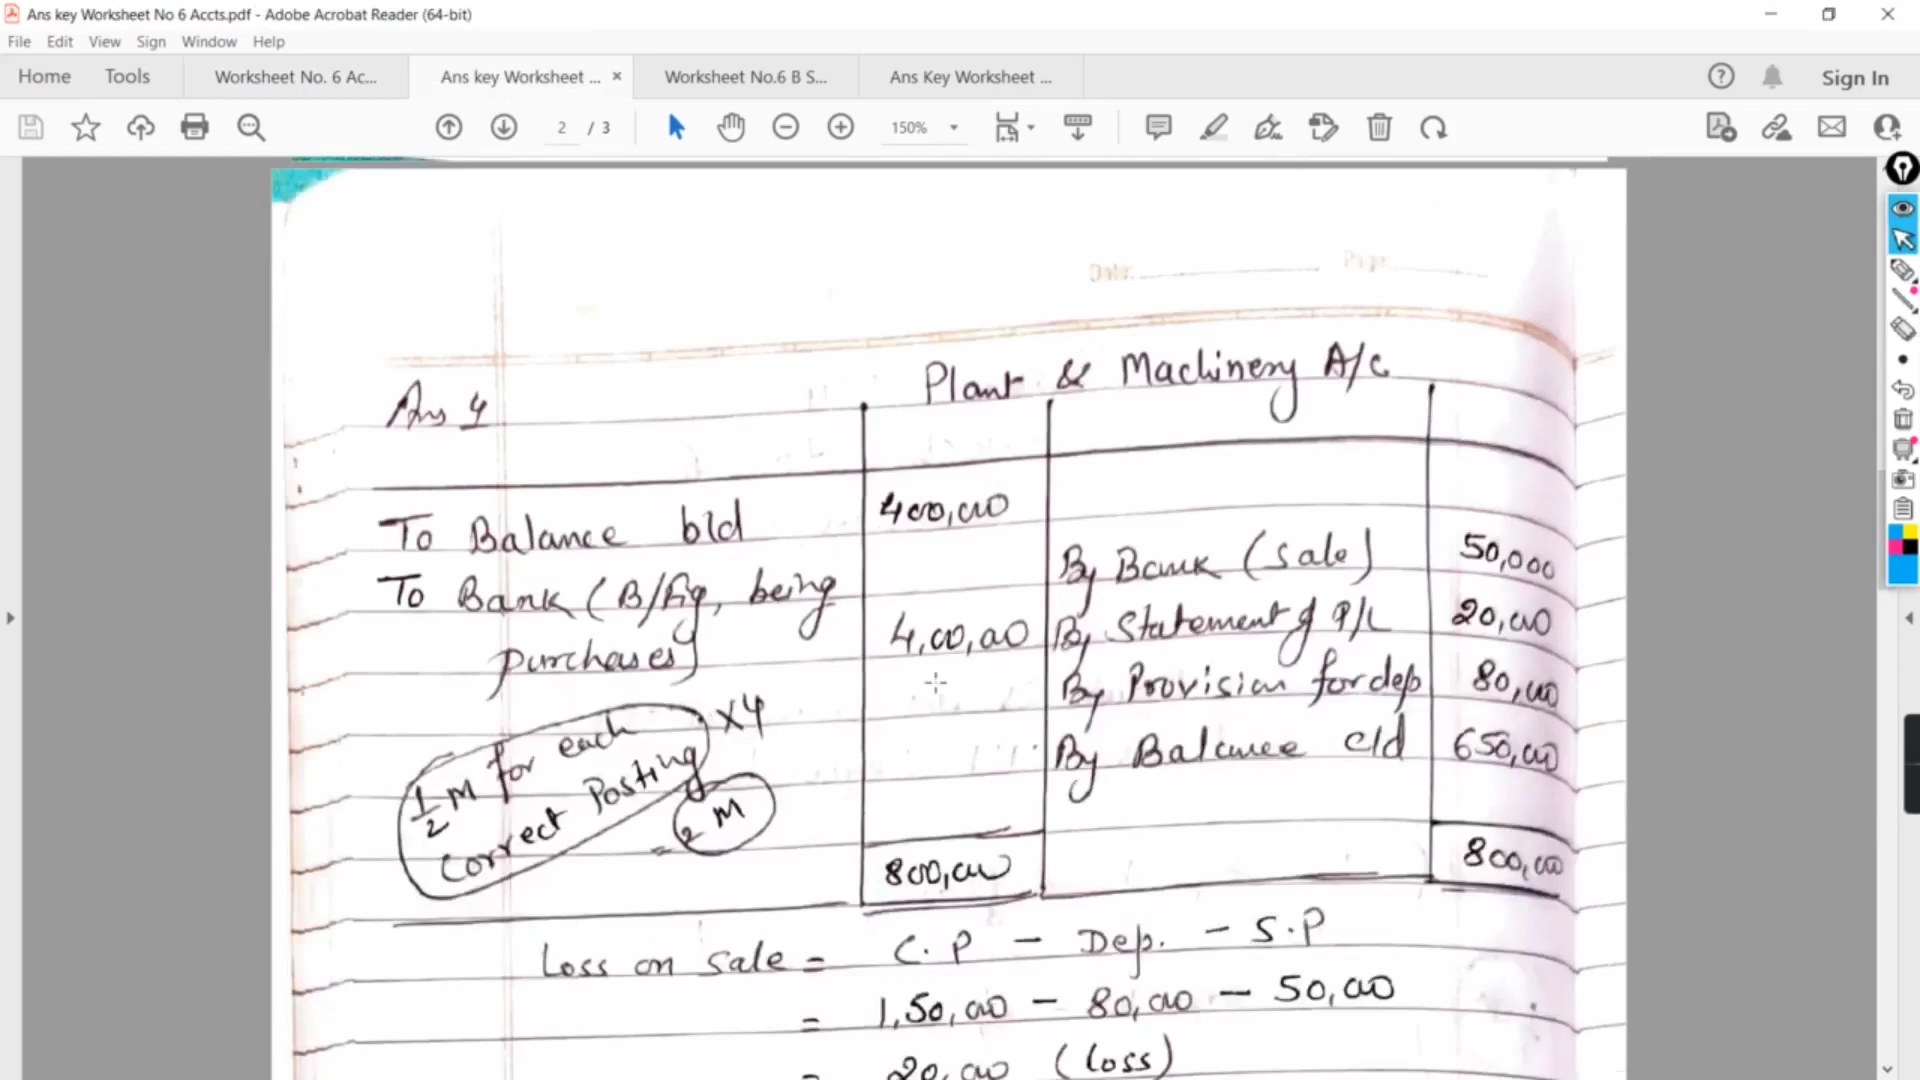 Ans key Worksheet No 6 Accts.pdf - Adobe Acrobat Reader (64-bit)
File Edit View Sign Window Help
Home Tools Worksheet No. 6 Ac... Ans key Worksheet ... × Worksheet No.6 B S... Ans Key Worksheet ... Sign In
2 / 3 150%
Date: Page:
Ans 4 Plant & Machinery A/c
To Balance b/d 400,000
By Bank (Sale) 50,000
To Bank (B/fig, being
purchases) 4,00,000 By Statement of P/L 20,000
By Provision for dep 80,000
By Balance c/d 650,000
1/2 M for each
Correct Posting ×4
= 2 M
800,000 800,000
Loss on Sale = C.P - Dep. - S.P
= 1,50,000 - 80,000 - 50,000
= 20,000 (loss)